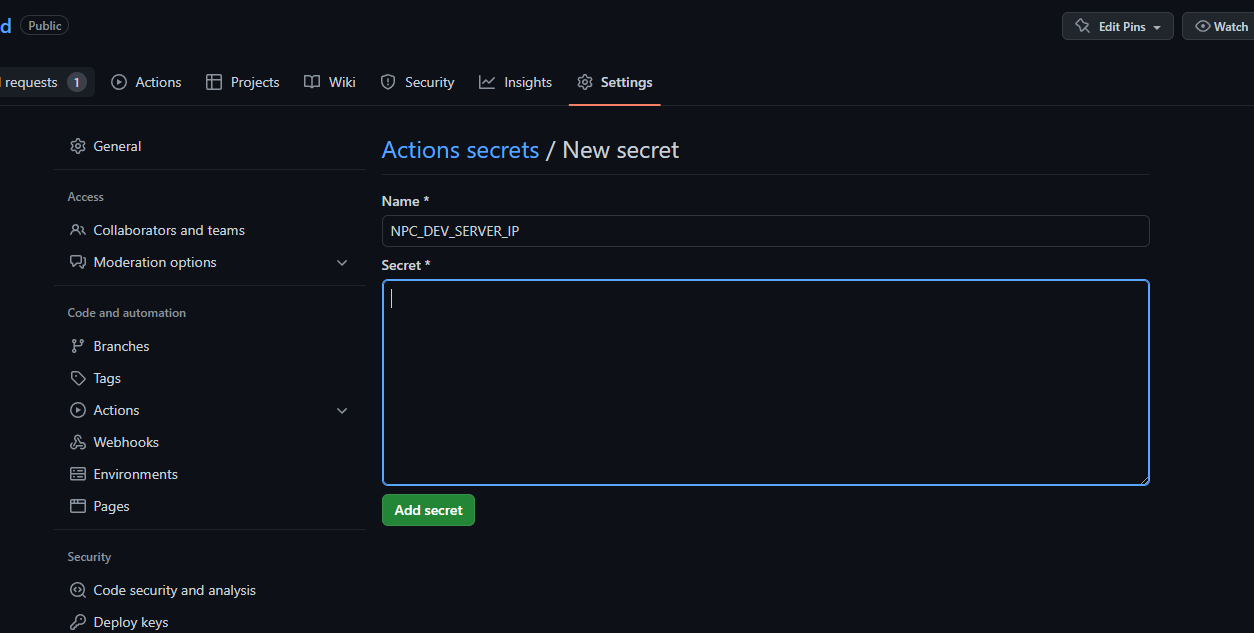 d Public Edit Pins Watch
requests 1 Actions Projects Wiki Security Insights Settings
General
Access
Collaborators and teams
Moderation options
Code and automation
Branches
Tags
Actions
Webhooks
Environments
Pages
Security
Code security and analysis
Deploy keys
Actions secrets / New secret
Name *
NPC_DEV_SERVER_IP
Secret *
Add secret